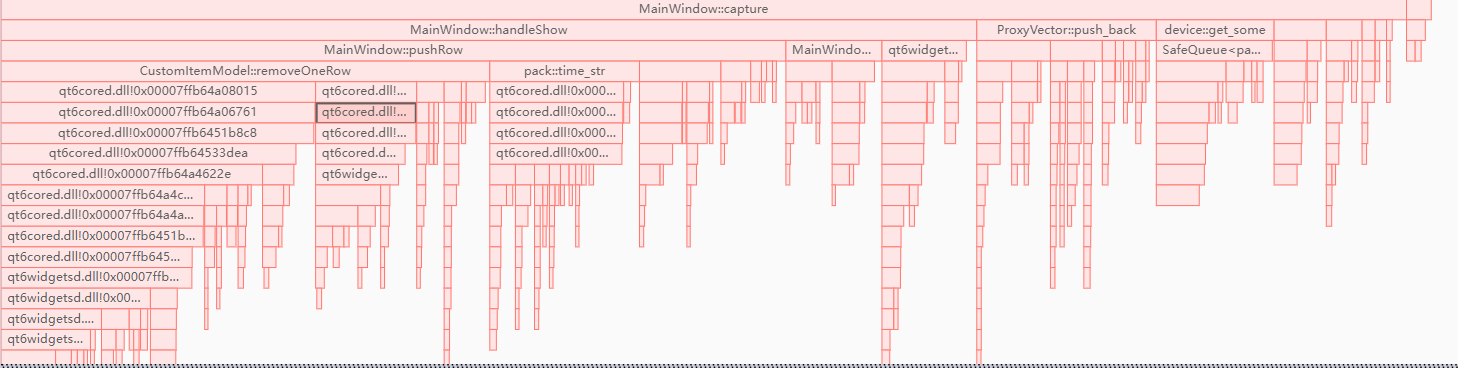 MainWindow::capture
MainWindow::handleShow ProxyVector::push_back device::get_some
MainWindow::pushRow MainWindo... qt6widget... SafeQueue<pa...
CustomItemModel::removeOneRow pack::time_str
qt6cored.dll!0x00007ffb64a08015 qt6cored.dll!... qt6cored.dll!0x000...
qt6cored.dll!0x00007ffb64a06761 qt6cored.dll!... qt6cored.dll!0x000...
qt6cored.dll!0x00007ffb6451b8c8 qt6cored.dll!... qt6cored.dll!0x000...
qt6cored.dll!0x00007ffb64533dea qt6cored.d... qt6cored.dll!0x00...
qt6cored.dll!0x00007ffb64a4622e qt6widge...
qt6cored.dll!0x00007ffb64a4c...
qt6cored.dll!0x00007ffb64a4a...
qt6cored.dll!0x00007ffb6451b...
qt6cored.dll!0x00007ffb645...
qt6widgetsd.dll!0x00007ffb...
qt6widgetsd.dll!0x00...
qt6widgetsd....
qt6widgets...